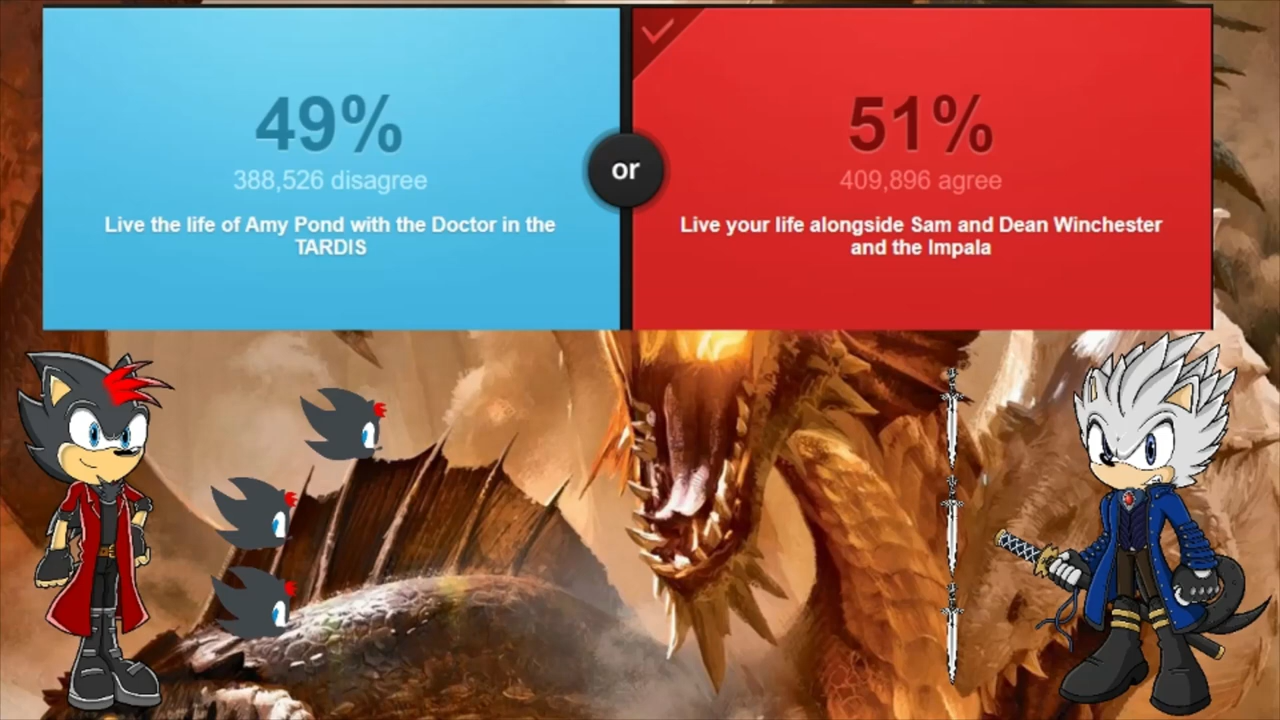 49%
388,526 disagree
Live the life of Amy Pond with the Doctor in the
TARDIS
or
51%
409,896 agree
Live your life alongside Sam and Dean Winchester
and the Impala